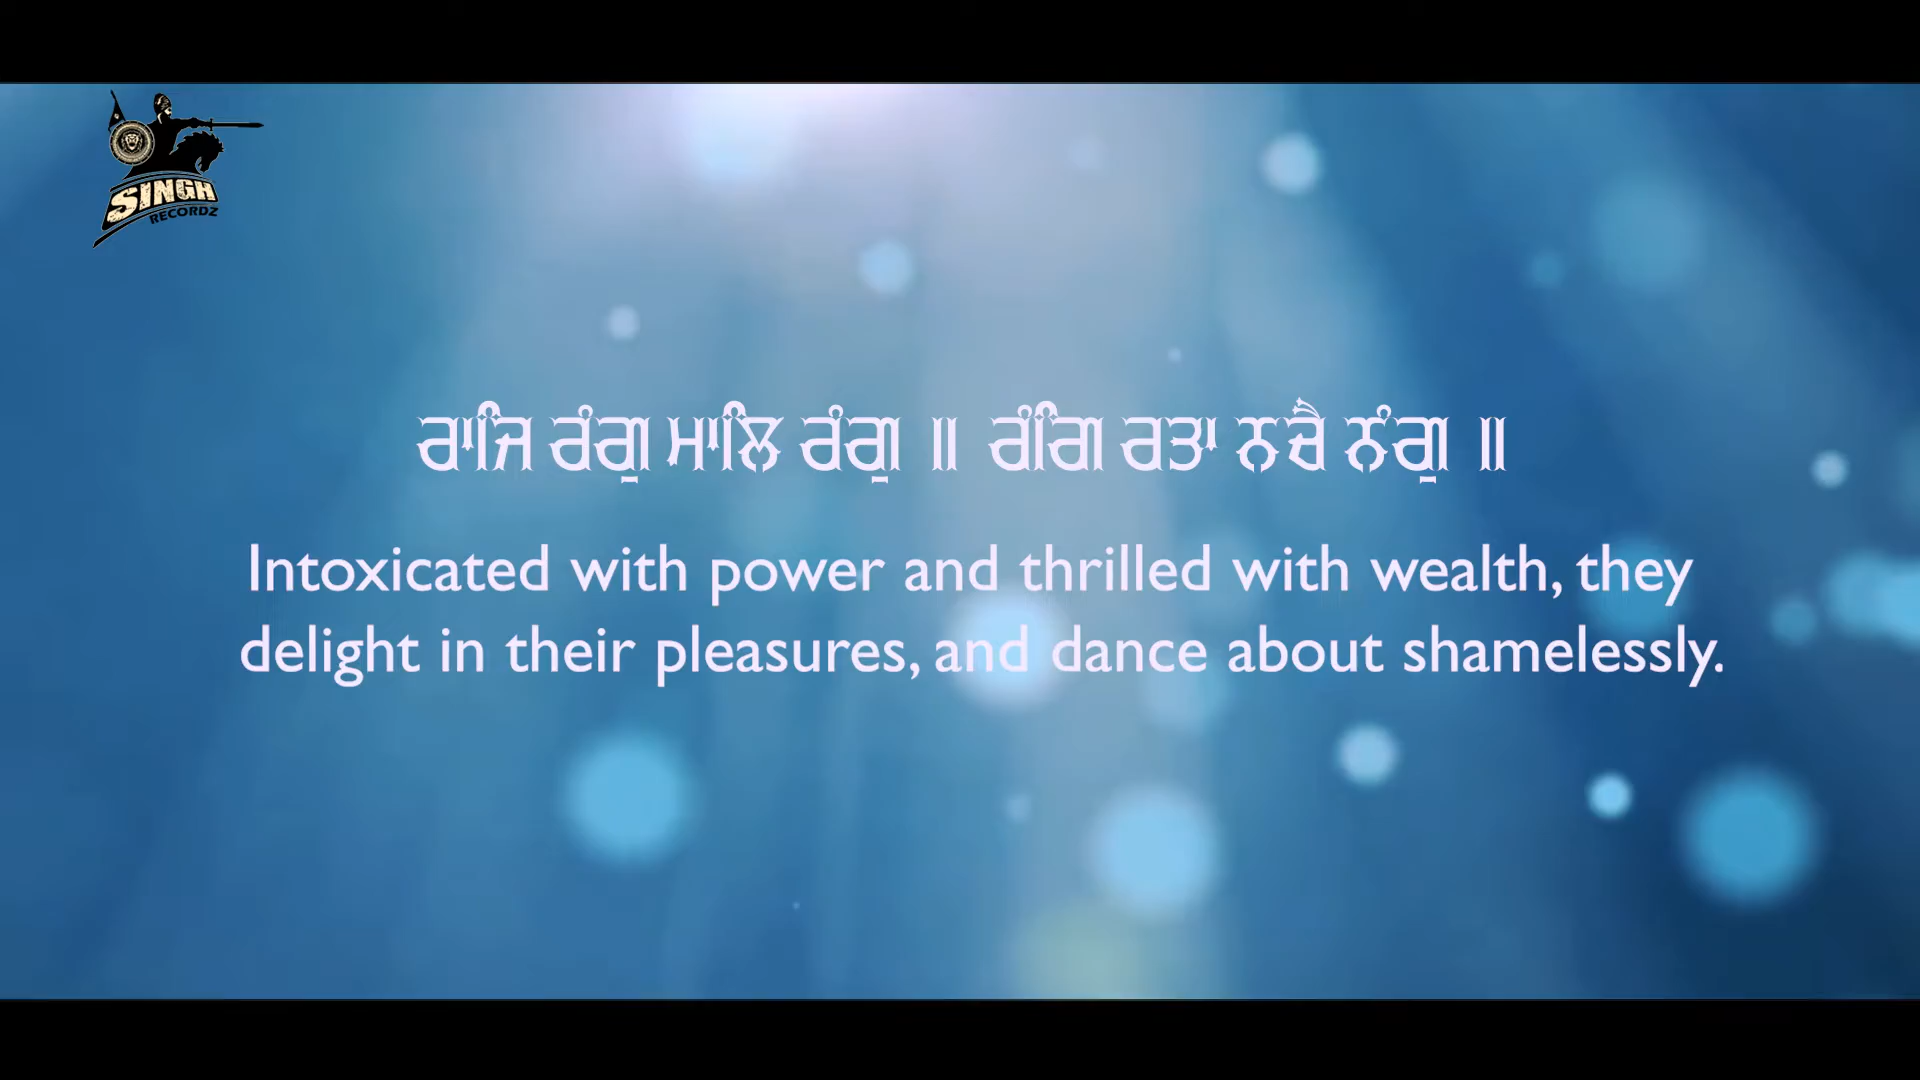 SINGH
RECORDZ
ਰਾਜਿ ਰੰਗੁ ਮਾਲਿ ਰੰਗੁ ॥ ਰੰਗਿ ਰਤਾ ਨਚੈ ਨੰਗੁ ॥
Intoxicated with power and thrilled with wealth, they
delight in their pleasures, and dance about shamelessly.